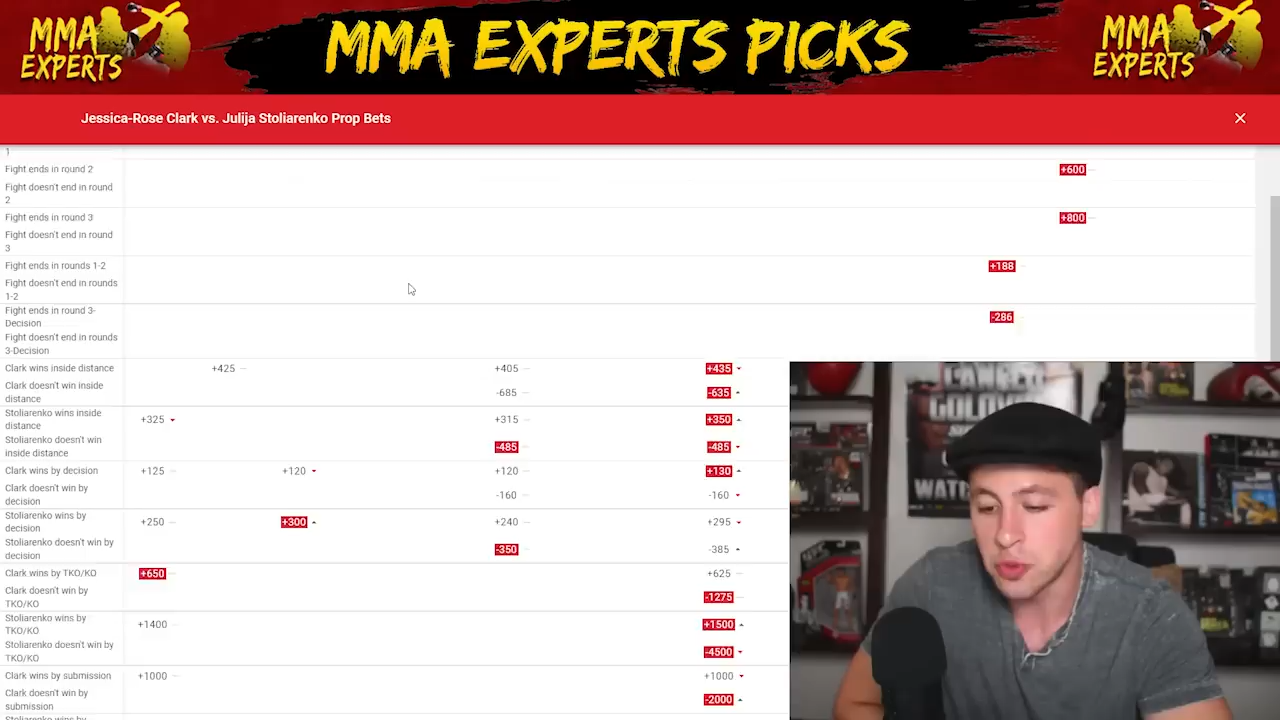 MMA EXPERTS
MMA EXPERTS PICKS
MMA EXPERTS
Jessica-Rose Clark vs. Julija Stoliarenko Prop Bets
1
Fight ends in round 2 +600
Fight doesn't end in round
2
Fight ends in round 3 +800
Fight doesn't end in round
3
Fight ends in rounds 1-2 +188
Fight doesn't end in rounds
1-2
Fight ends in round 3-
Decision -286
Fight doesn't end in rounds
3-Decision
Clark wins inside distance +425 +405 +435
Clark doesn't win inside
distance -685 -635
Stoliarenko wins inside
distance +325 +315 +350
Stoliarenko doesn't win
inside distance -485 -485
Clark wins by decision +125 +120 +120 +130
Clark doesn't win by
decision -160 -160
Stoliarenko wins by
decision +250 +300 +240 +295
Stoliarenko doesn't win by
decision -350 -385
Clark wins by TKO/KO +650 +625
Clark doesn't win by
TKO/KO -1275
Stoliarenko wins by
TKO/KO +1400 +1500
Stoliarenko doesn't win by
TKO/KO -4500
Clark wins by submission +1000 +1000
Clark doesn't win by
submission -2000
Stoliarenko wins by
CANELO
GOLOVKIN